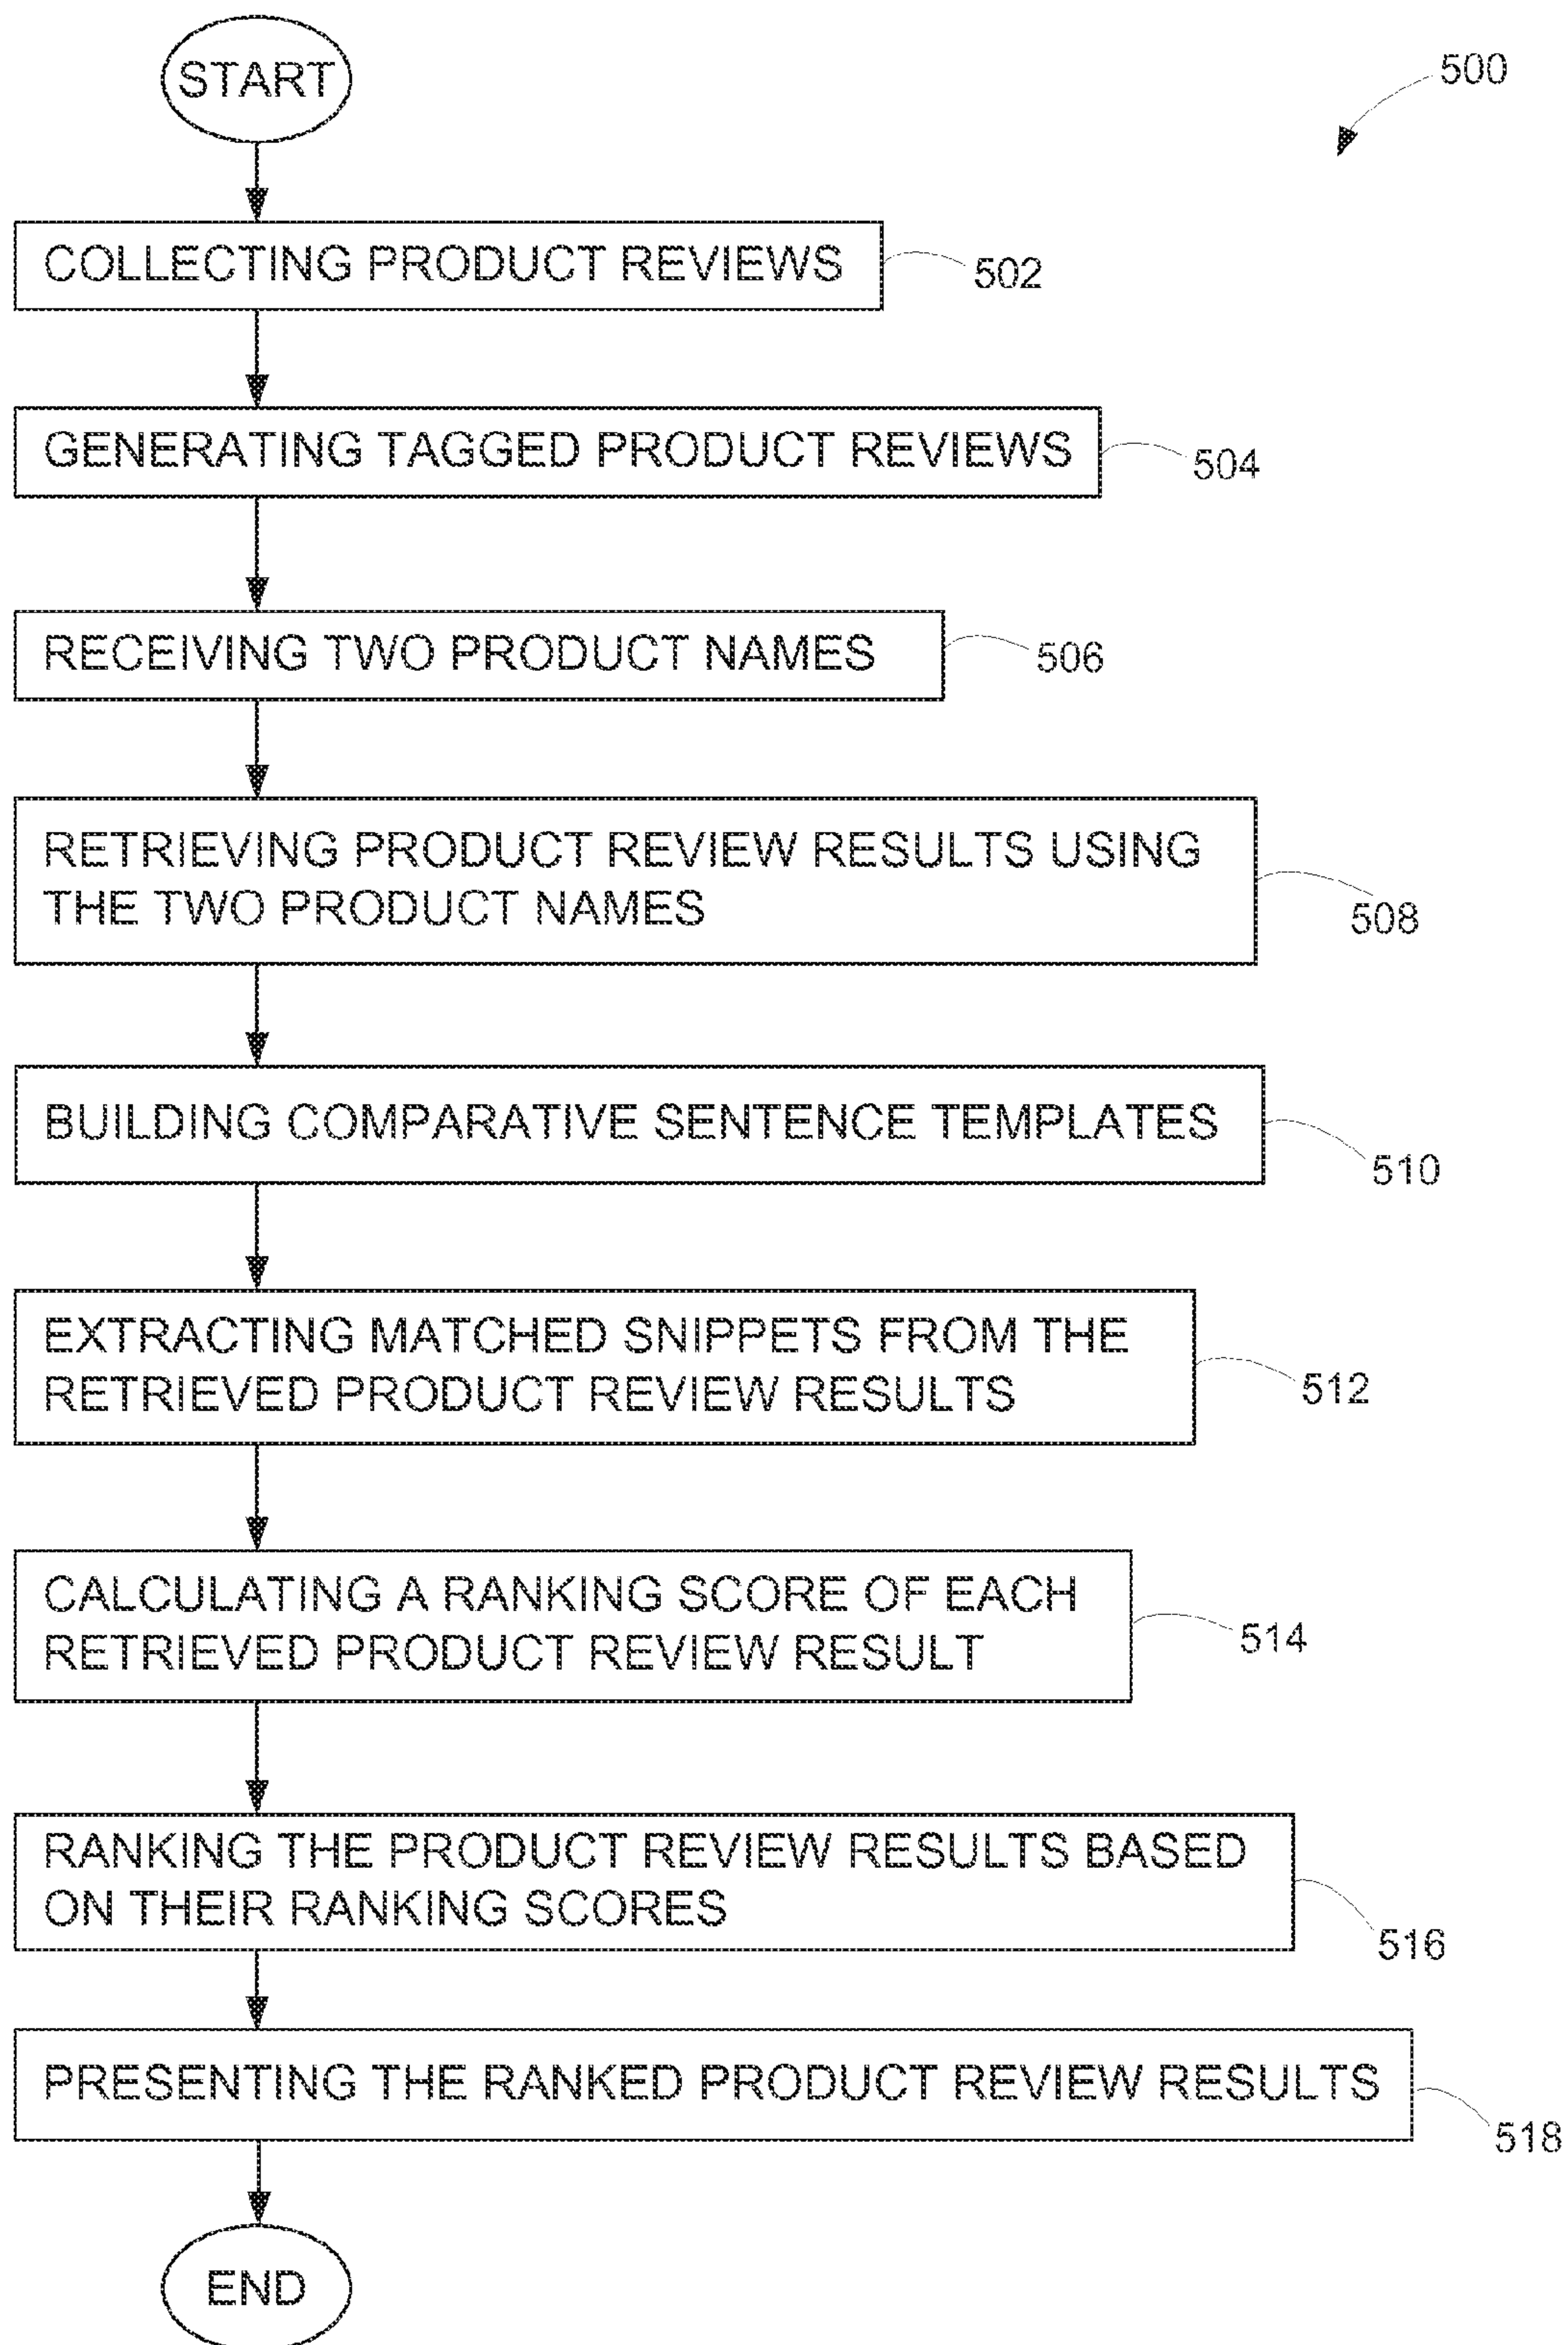 START
500
COLLECTING PRODUCT REVIEWS
502
GENERATING TAGGED PRODUCT REVIEWS
504
RECEIVING TWO PRODUCT NAMES
506
RETRIEVING PRODUCT REVIEW RESULTS USING
THE TWO PRODUCT NAMES
508
BUILDING COMPARATIVE SENTENCE TEMPLATES
510
EXTRACTING MATCHED SNIPPETS FROM THE
RETRIEVED PRODUCT REVIEW RESULTS
512
CALCULATING A RANKING SCORE OF EACH
RETRIEVED PRODUCT REVIEW RESULT
514
RANKING THE PRODUCT REVIEW RESULTS BASED
ON THEIR RANKING SCORES
516
PRESENTING THE RANKED PRODUCT REVIEW RESULTS
518
END